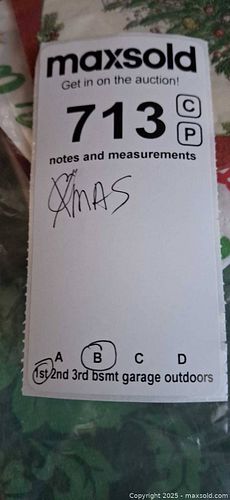 maxsold
Get in on the auction!
713 C
P
notes and measurements
XMAS
A B C D
1st 2nd 3rd bsmt garage outdoors
Copyright 2025 - maxsold.com